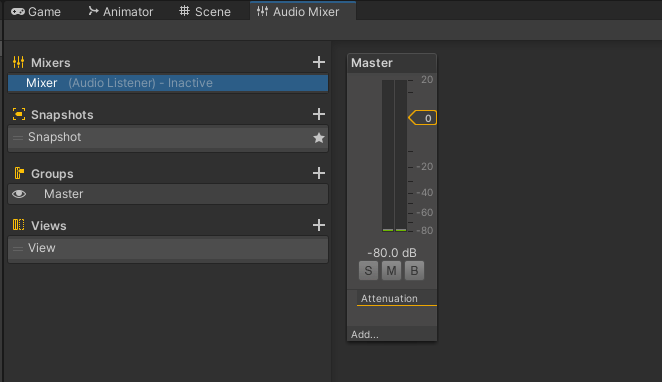 Game Animator Scene Audio Mixer
Mixers
Mixer (Audio Listener) - Inactive
Snapshots
Snapshot
Groups
Master
Views
View
Master
20
0
-20
-40
-60
-80
-80.0 dB
S M B
Attenuation
Add...